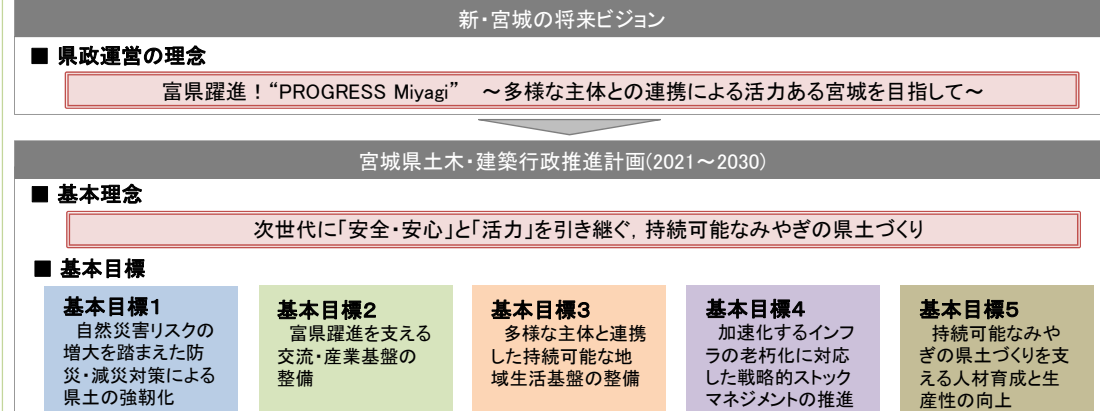 新・宮城の将来ビジョン
■ 県政運営の理念
富県躍進！“PROGRESS Miyagi” ～多様な主体との連携による活力ある宮城を目指して～
宮城県土木・建築行政推進計画(2021～2030)
■ 基本理念
次世代に「安全・安心」と「活力」を引き継ぐ，持続可能なみやぎの県土づくり
■ 基本目標
基本目標1
自然災害リスクの
増大を踏まえた防
災・減災対策による
県土の強靭化
基本目標2
富県躍進を支える
交流・産業基盤の
整備
基本目標3
多様な主体と連携
した持続可能な地
域生活基盤の整備
基本目標4
加速化するインフ
ラの老朽化に対応
した戦略的ストック
マネジメントの推進
基本目標5
持続可能なみや
ぎの県土づくりを支
える人材育成と生
産性の向上